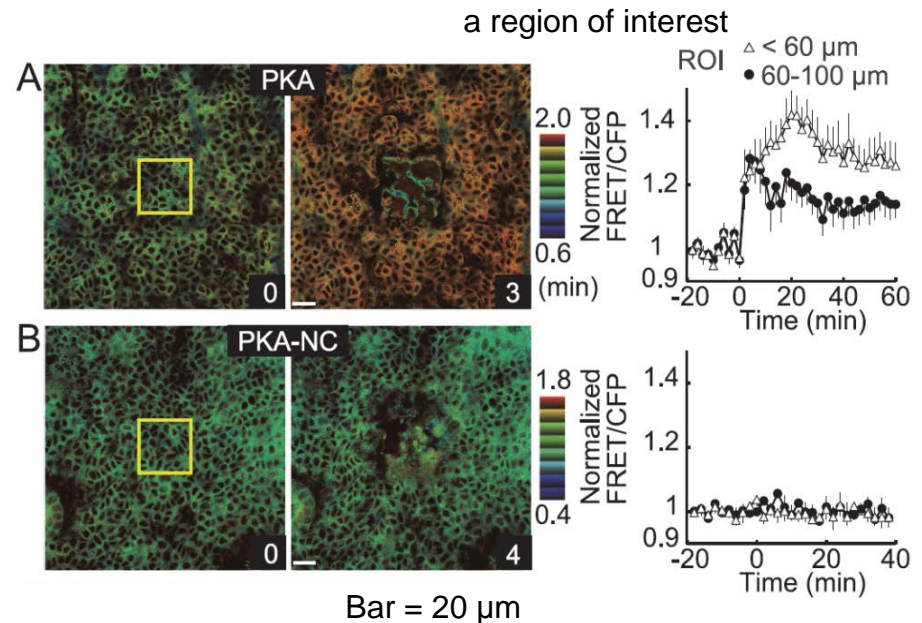 a region of interest
A
PKA
0
3
2.0
0.6
(min)
Normalized
FRET/CFP
ROI
△ < 60 µm
● 60-100 µm
1.4
1.2
1
0.9
-20 0 20 40 60
Time (min)
B
PKA-NC
0
4
1.8
0.4
Normalized
FRET/CFP
1.4
1.2
1
0.9
-20 0 20 40
Time (min)
Bar = 20 µm